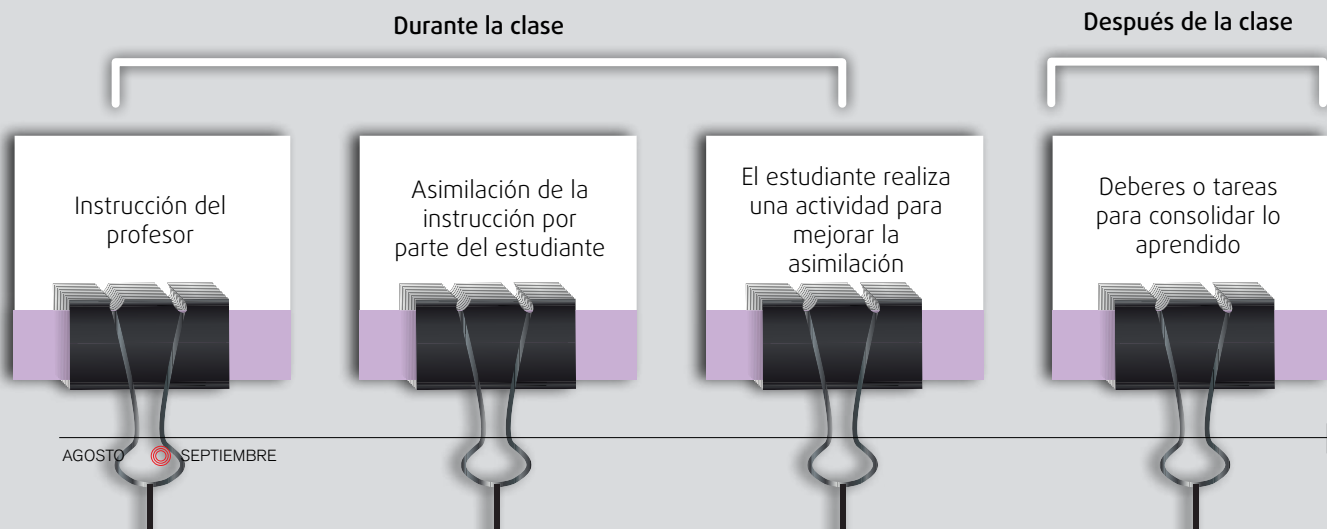 Durante la clase
Después de la clase
Instrucción del
profesor
Asimilación de la
instrucción por
parte del estudiante
El estudiante realiza
una actividad para
mejorar la
asimilación
Deberes o tareas
para consolidar lo
aprendido
AGOSTO SEPTIEMBRE